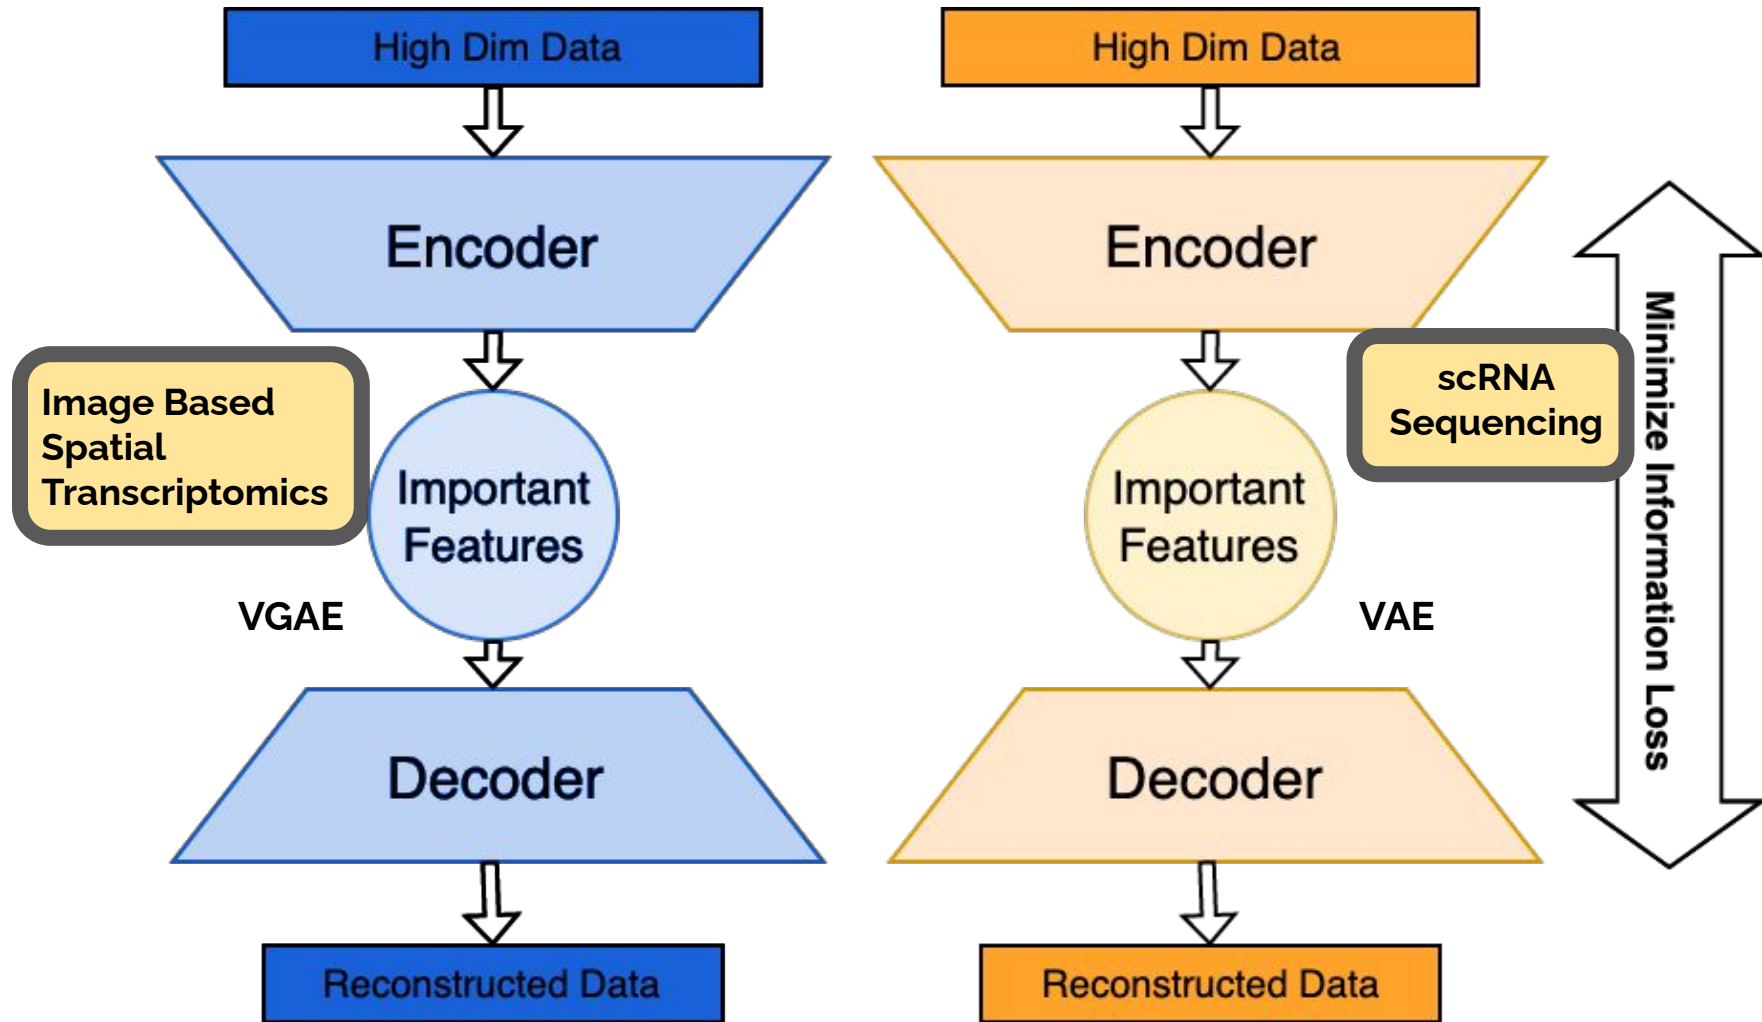 High Dim Data
Encoder
Image Based
Spatial
Transcriptomics
Important
Features
VGAE
Decoder
Reconstructed Data
High Dim Data
Encoder
scRNA
Sequencing
Important
Features
VAE
Decoder
Reconstructed Data
Minimize Information Loss